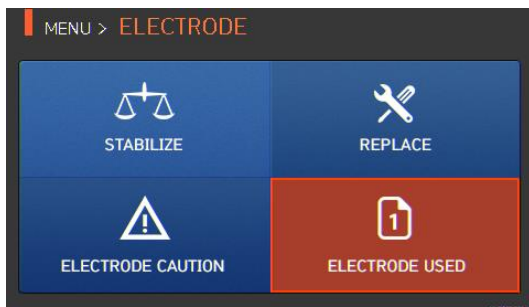 MENU > ELECTRODE
STABILIZE
REPLACE
ELECTRODE CAUTION
1
ELECTRODE USED